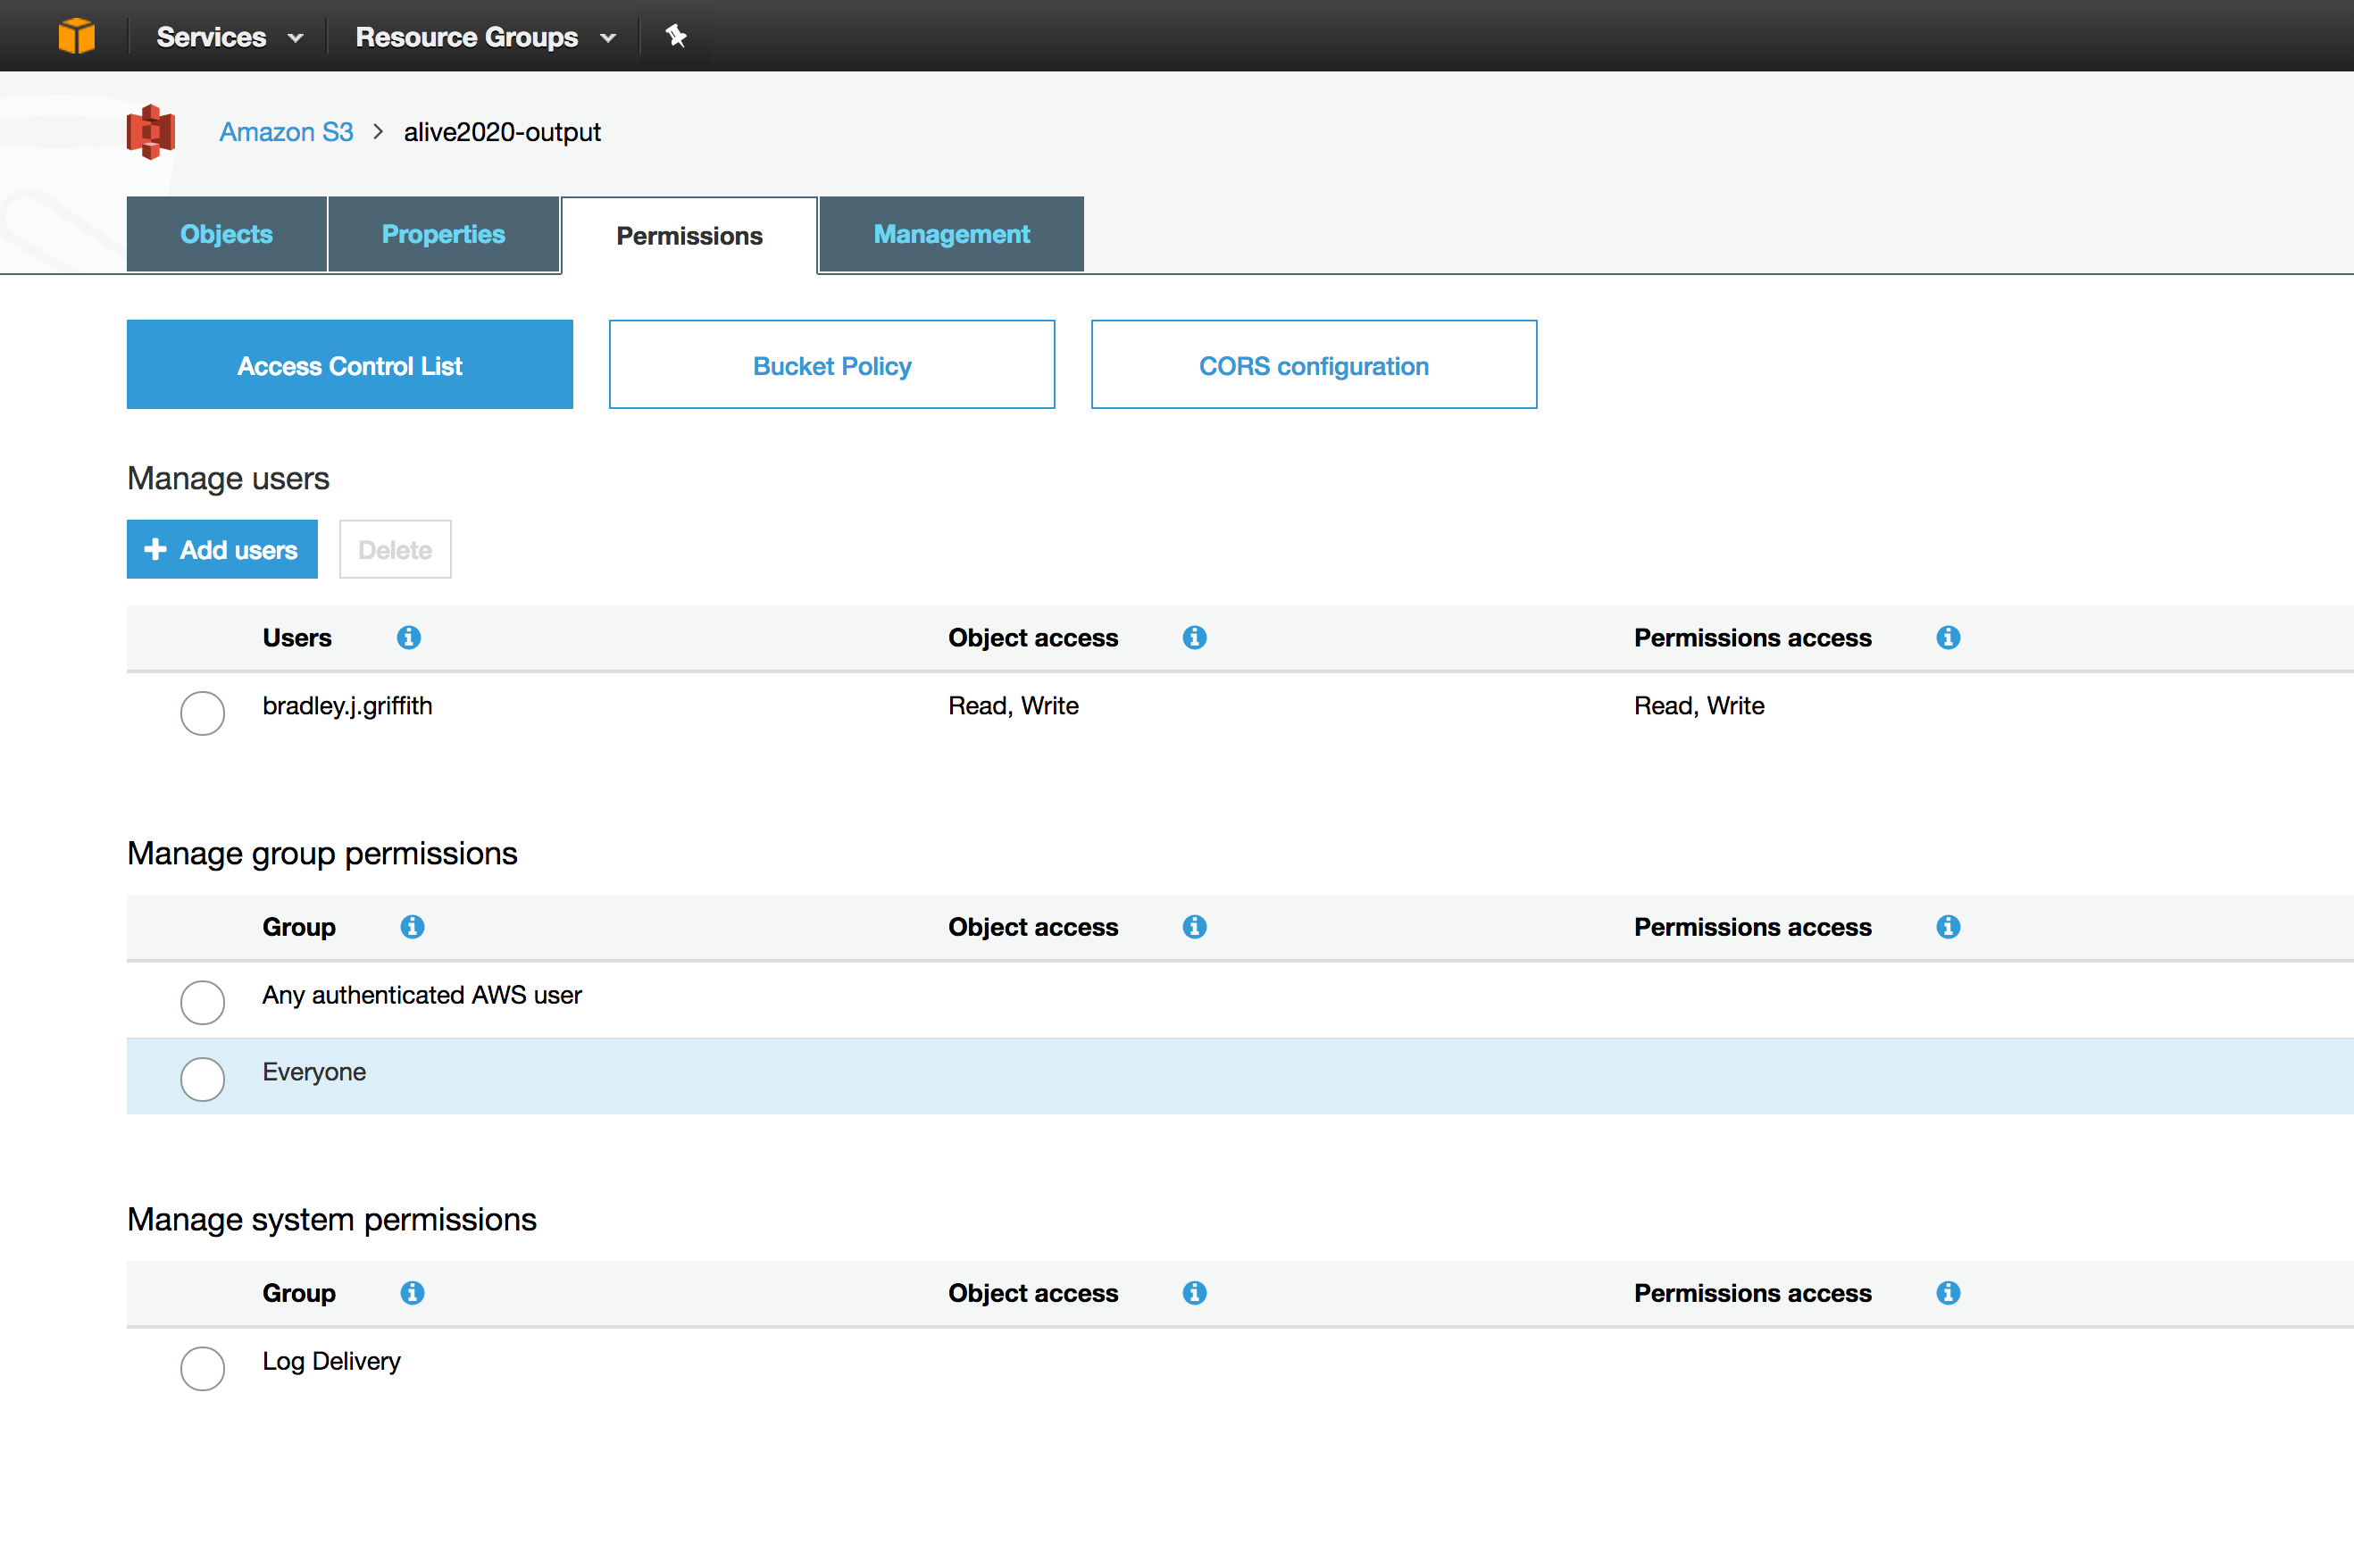 Services Resource Groups
Amazon S3 > alive2020-output
Objects Properties Permissions Management
Access Control List Bucket Policy CORS configuration
Manage users
+ Add users Delete
Users Object access Permissions access
bradley.j.griffith Read, Write Read, Write
Manage group permissions
Group Object access Permissions access
Any authenticated AWS user
Everyone
Manage system permissions
Group Object access Permissions access
Log Delivery